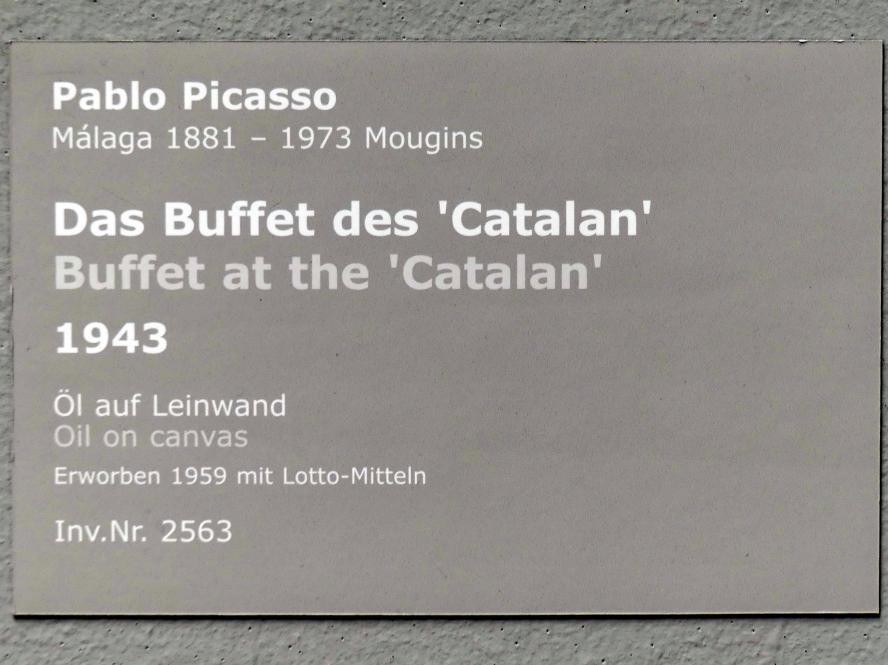 Pablo Picasso
Málaga 1881 – 1973 Mougins
Das Buffet des 'Catalan'
Buffet at the 'Catalan'
1943
Öl auf Leinwand
Oil on canvas
Erworben 1959 mit Lotto-Mitteln
Inv.Nr. 2563